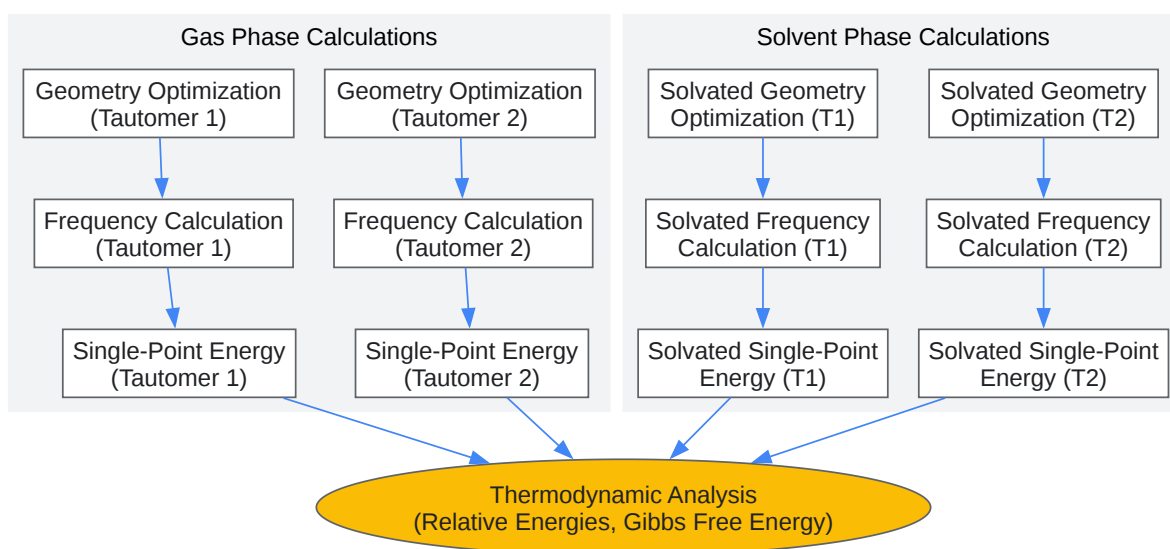 Gas Phase Calculations
Geometry Optimization
(Tautomer 1)
Geometry Optimization
(Tautomer 2)
Frequency Calculation
(Tautomer 1)
Frequency Calculation
(Tautomer 2)
Single-Point Energy
(Tautomer 1)
Single-Point Energy
(Tautomer 2)
Solvent Phase Calculations
Solvated Geometry
Optimization (T1)
Solvated Geometry
Optimization (T2)
Solvated Frequency
Calculation (T1)
Solvated Frequency
Calculation (T2)
Solvated Single-Point
Energy (T1)
Solvated Single-Point
Energy (T2)
Thermodynamic Analysis
(Relative Energies, Gibbs Free Energy)